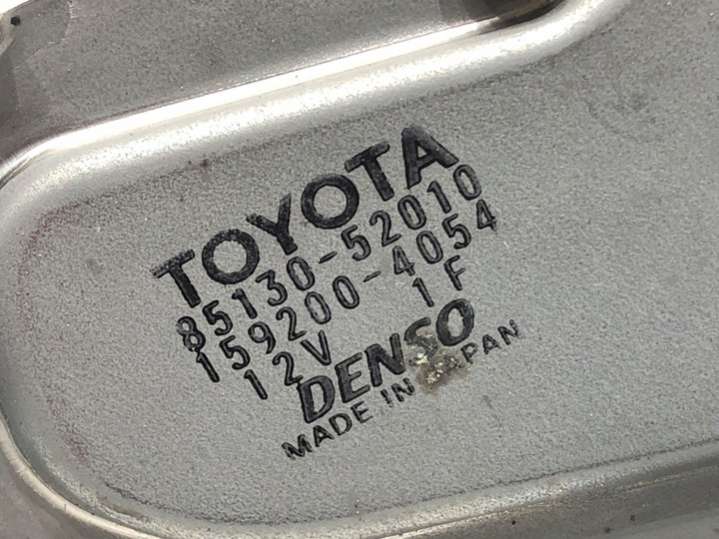 TOYOTA
85130-52010
159200-4054
12V 1F
DENSO
MADE IN JAPAN